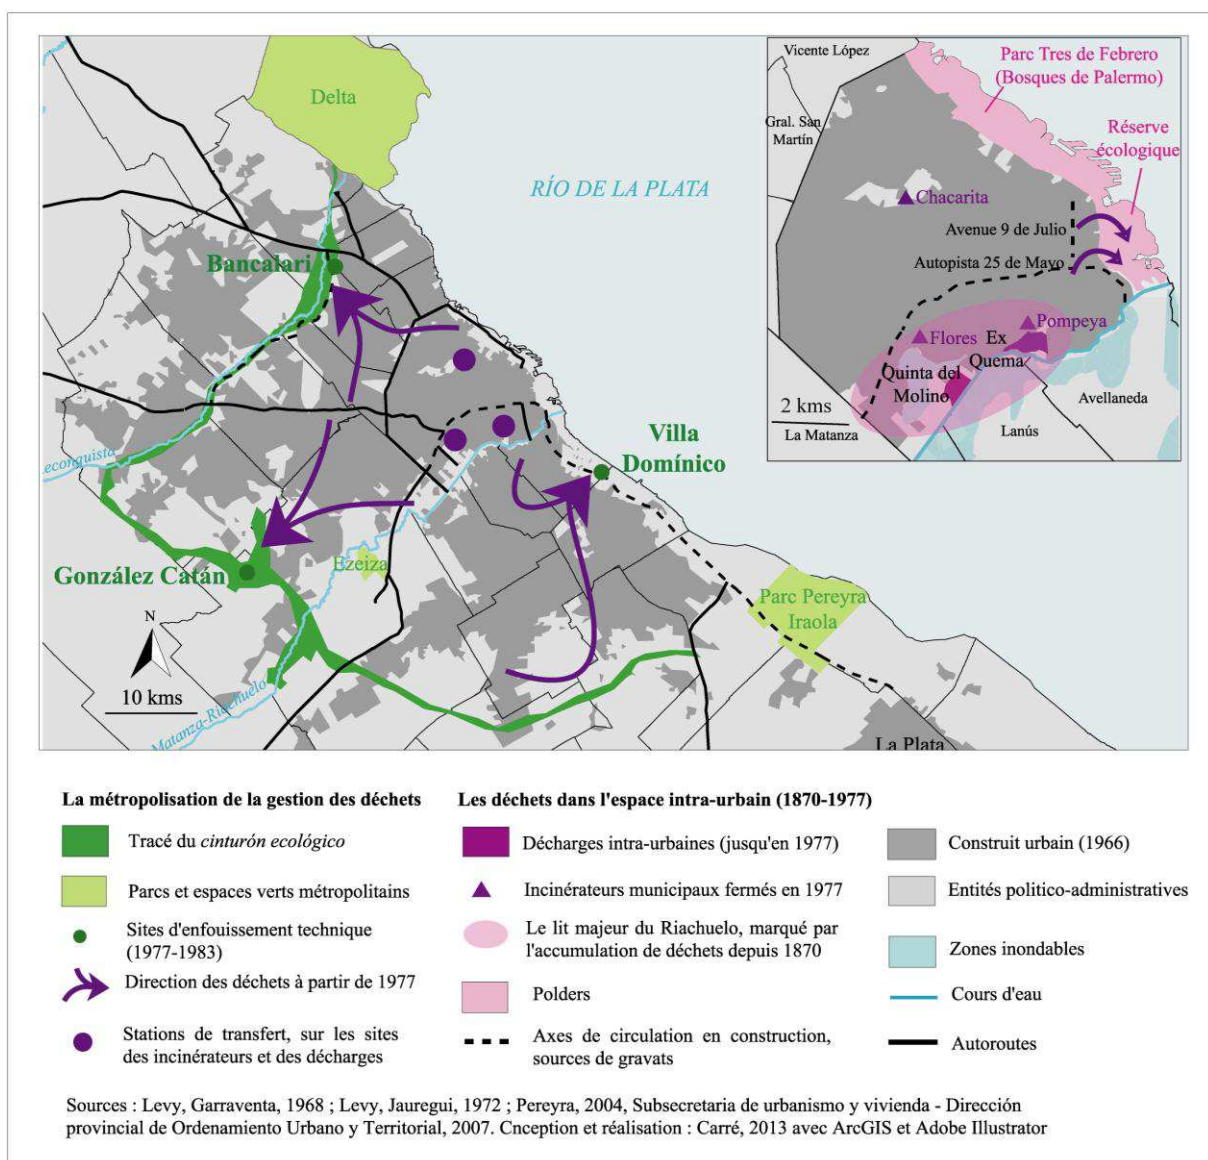 Delta
RÍO DE LA PLATA
Bancalari
Villa
Domínico
Reconquista
González Catán
Ezeiza
Parc Pereyra
Iraola
N
10 kms
Matanza-Riachuelo
La Plata
Vicente López
Parc Tres de Febrero
(Bosques de Palermo)
Gral. San
Martín
Réserve
écologique
Chacarita
Avenue 9 de Julio
Autopista 25 de Mayo
Pompeya
Flores
Ex
Quema
Quinta del
Molino
Avellaneda
2 kms
La Matanza
Lanús
La métropolisation de la gestion des déchets
Tracé du cinturón ecológico
Parcs et espaces verts métropolitains
Sites d'enfouissement technique
(1977-1983)
Direction des déchets à partir de 1977
Stations de transfert, sur les sites
des incinérateurs et des décharges
Les déchets dans l'espace intra-urbain (1870-1977)
Décharges intra-urbaines (jusqu'en 1977)
Incinérateurs municipaux fermés en 1977
Le lit majeur du Riachuelo, marqué par
l'accumulation de déchets depuis 1870
Polders
Axes de circulation en construction,
sources de gravats
Construit urbain (1966)
Entités politico-administratives
Zones inondables
Cours d'eau
Autoroutes
Sources : Levy, Garraventa, 1968 ; Levy, Jauregui, 1972 ; Pereyra, 2004, Subsecretaria de urbanismo y vivienda - Dirección
provincial de Ordenamiento Urbano y Territorial, 2007. Cnception et réalisation : Carré, 2013 avec ArcGIS et Adobe Illustrator